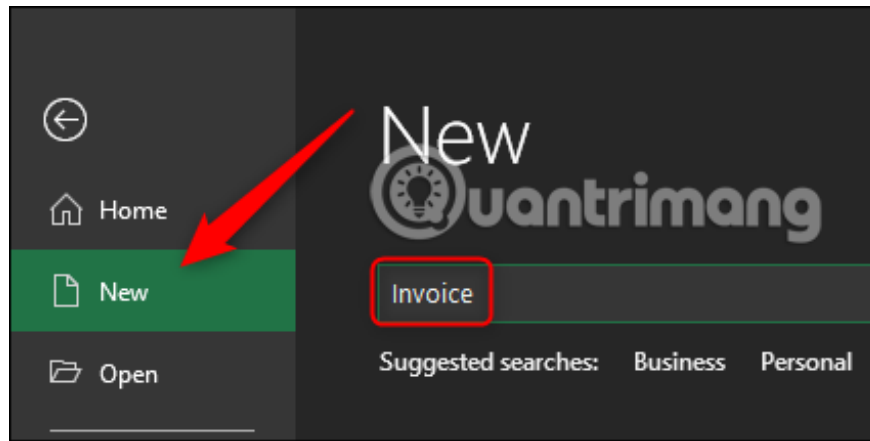 New
Quantrimang
Home
New
Invoice
Suggested searches: Business Personal
Open